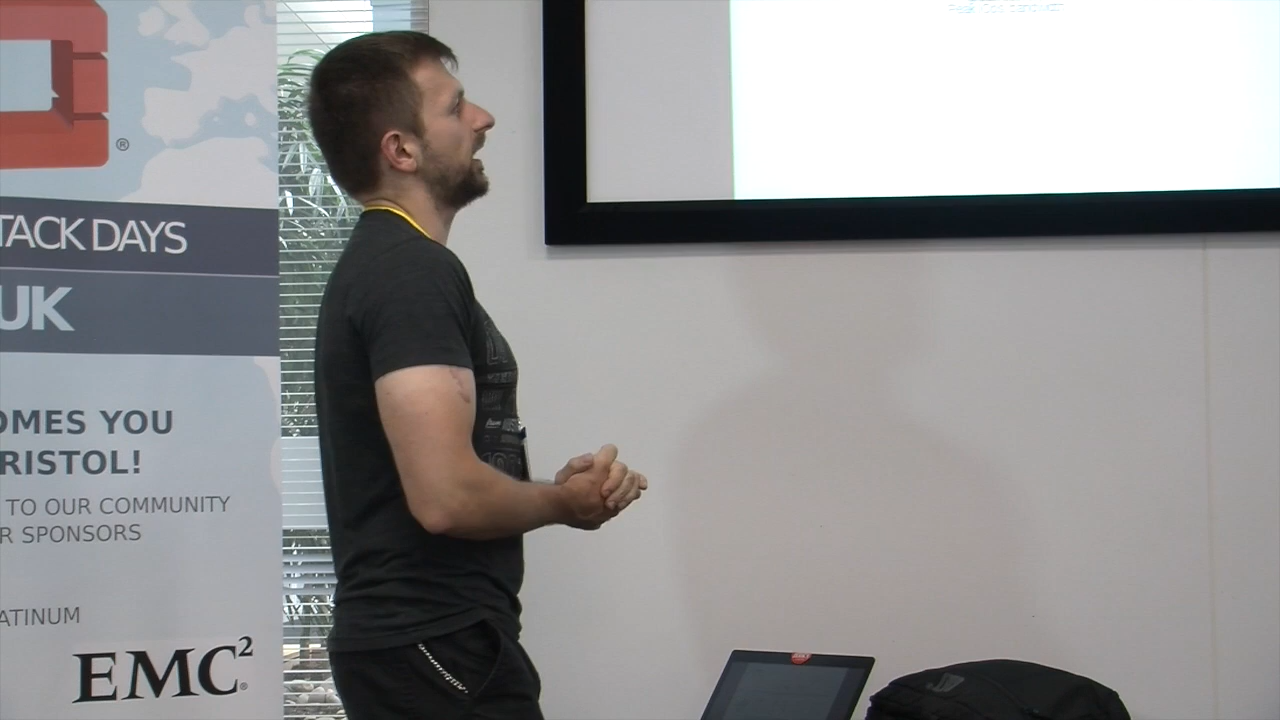 ®
TACK DAYS
UK
OMES YOU
RISTOL!
TO OUR COMMUNITY
R SPONSORS
ATINUM
EMC²